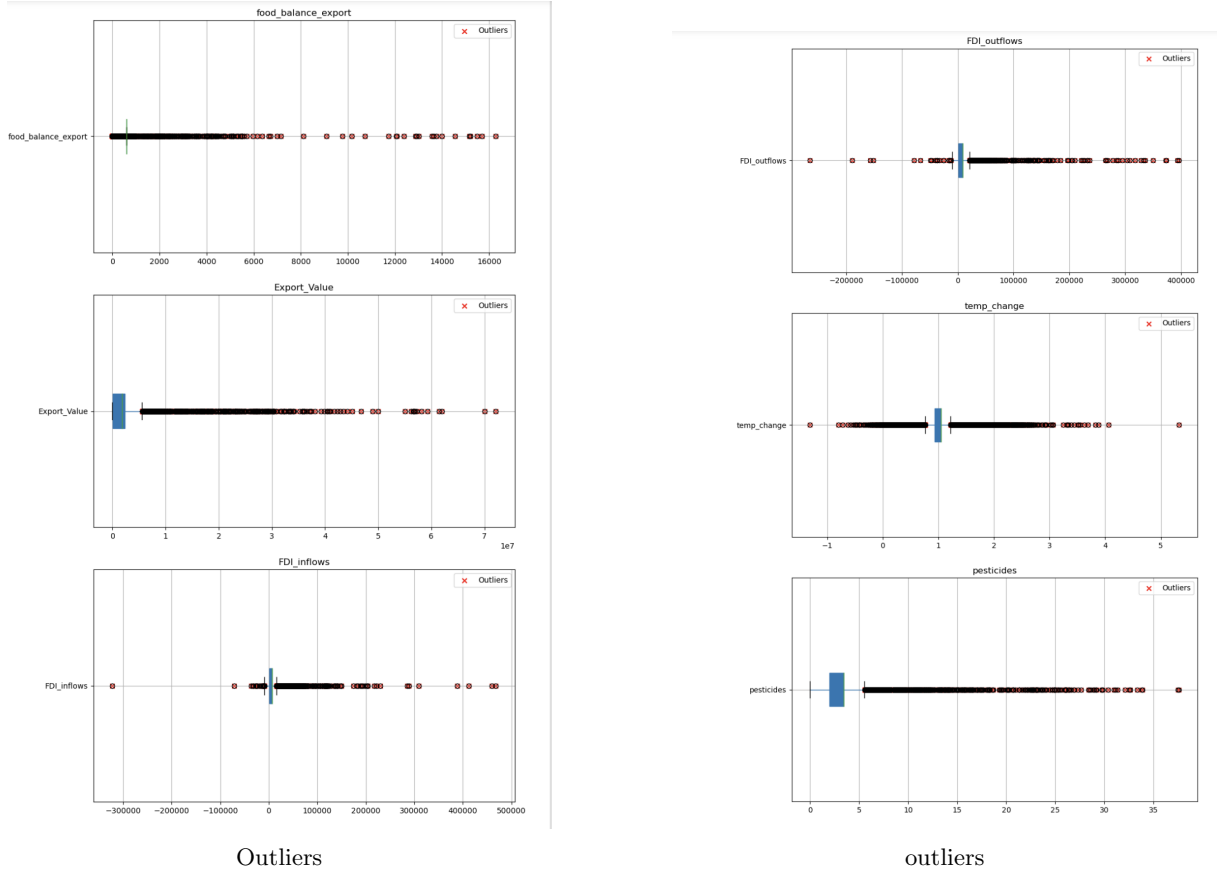 food_balance_export
Outliers
food_balance_export
0 2000 4000 6000 8000 10000 12000 14000 16000
Export_Value
Outliers
Export_Value
0 1 2 3 4 5 6 7
1e7
FDI_inflows
Outliers
FDI_inflows
−300000 −200000 −100000 0 100000 200000 300000 400000 500000
Outliers
FDI_outflows
Outliers
FDI_outflows
−200000 −100000 0 100000 200000 300000 400000
temp_change
Outliers
temp_change
−1 0 1 2 3 4 5
pesticides
Outliers
pesticides
0 5 10 15 20 25 30 35
outliers